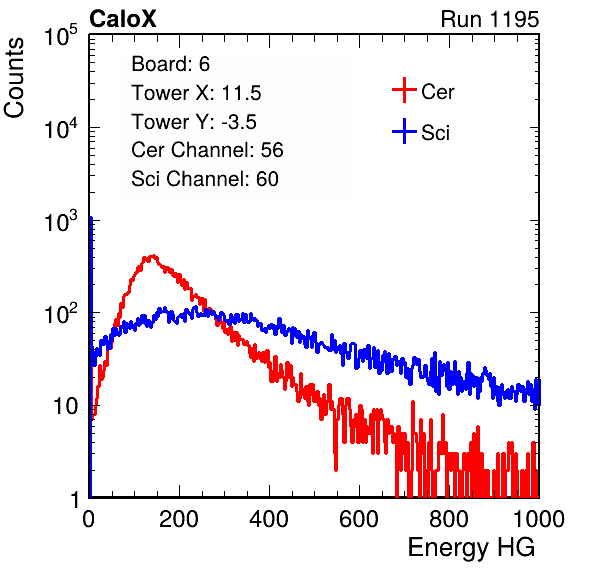 CaloX Run 1195
Counts
Board: 6
Tower X: 11.5
Tower Y: -3.5
Cer Channel: 56
Sci Channel: 60
Cer
Sci
10^5
10^4
10^3
10^2
10
1
0 200 400 600 800 1000
Energy HG